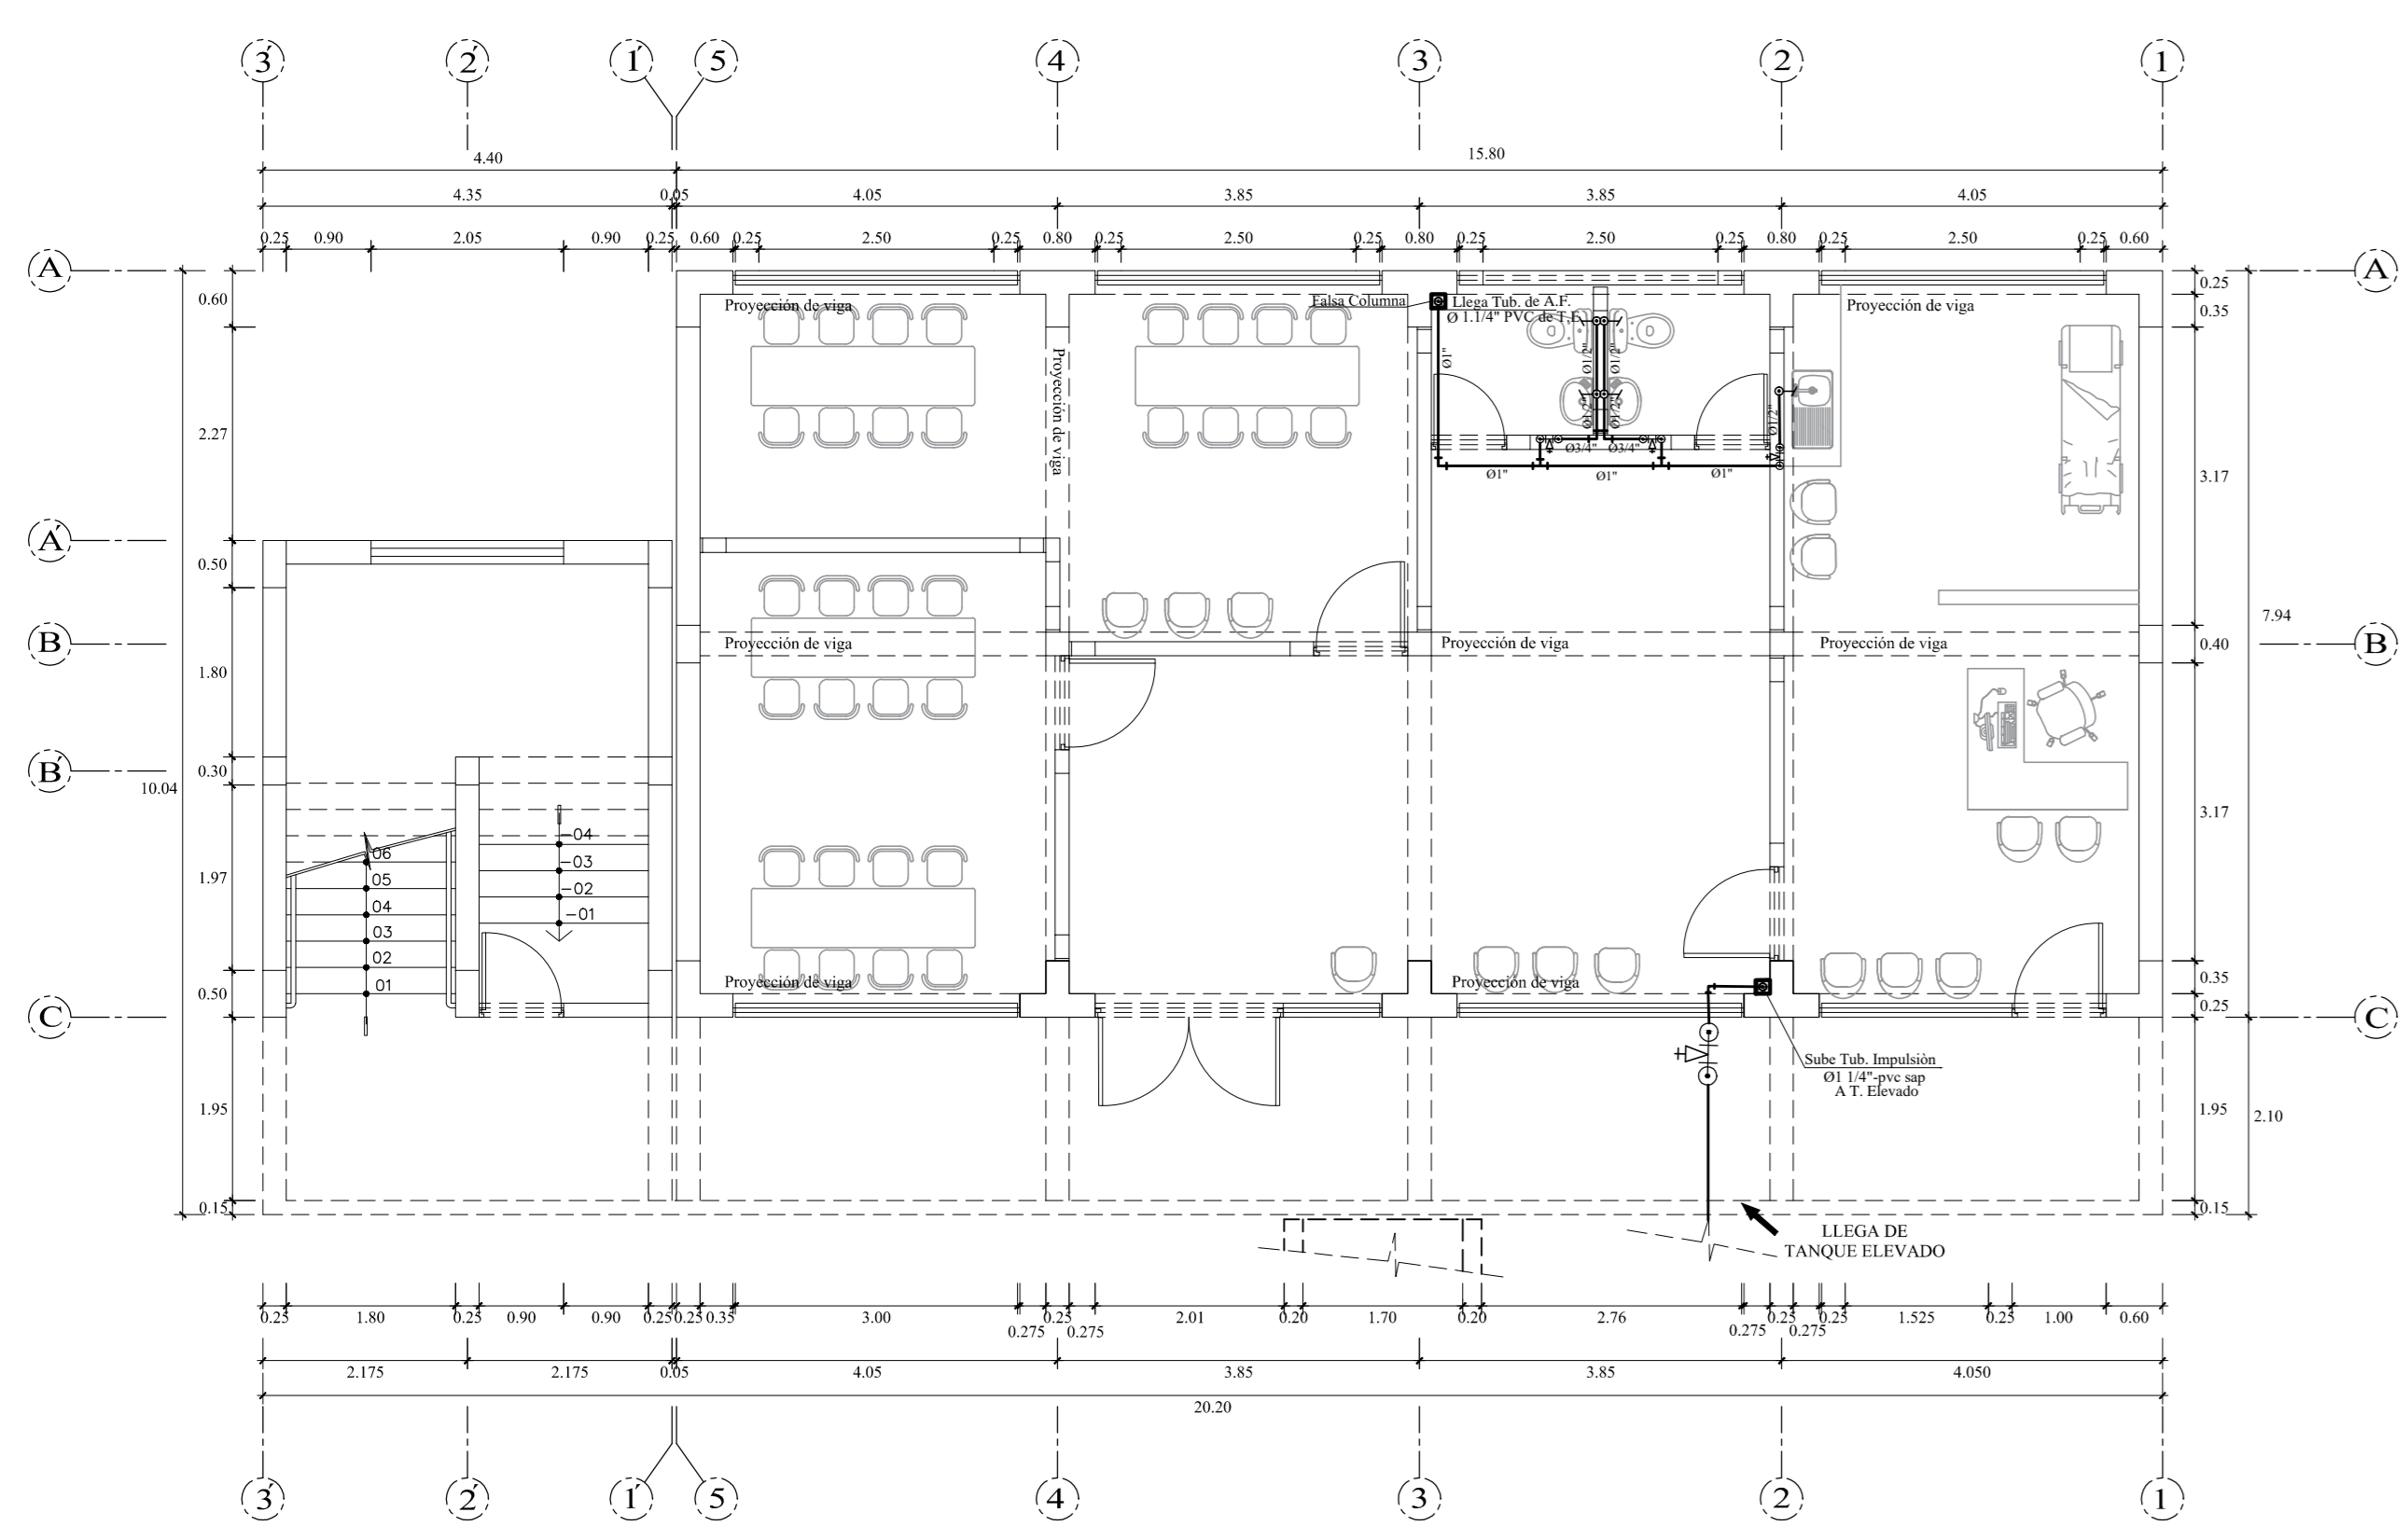 3' 2' 1' 5 4 3 2 1
4.40 15.80
4.35 0.05 4.05 3.85 3.85 4.05
0.25 0.90 2.05 0.90 0.25 0.60 0.25 2.50 0.25 0.80 0.25 2.50 0.25 0.80 0.25 2.50 0.25 0.80 0.25 2.50 0.25 0.60
A A
0.60 0.25
0.35
Proyección de viga
Falsa Columna
Llega Tub. de A.F.
Ø 1.1/4" PVC de T.E
Proyección de viga
Proyección de viga
Ø1"
Ø1/2" Ø1/2"
Ø1/2" Ø1/2"
Ø1/2"
2.27
Ø3/4" Ø3/4"
Ø1" Ø1" Ø1"
3.17
A'
0.50
7.94
B B
Proyección de viga
Proyección de viga
Proyección de viga
0.40
1.80
B'
0.30
10.04
3.17
-04
06
-03
05
-02
04
-01
03
02
01
1.97
0.50
Proyección de viga
Proyección de viga
0.35
0.25
C C
Sube Tub. Impulsiòn
Ø1 1/4"-pvc sap
A T. Elevado
1.95 1.95 2.10
0.15 0.15
LLEGA DE
TANQUE ELEVADO
0.25 1.80 0.25 0.90 0.90 0.25 0.25 0.35 3.00 0.25 2.01 0.20 1.70 0.20 2.76 0.25 0.25 1.525 0.25 1.00 0.60
0.275 0.275 0.275 0.275
2.175 2.175 0.05 4.05 3.85 3.85 4.050
20.20
3' 2' 1' 5 4 3 2 1